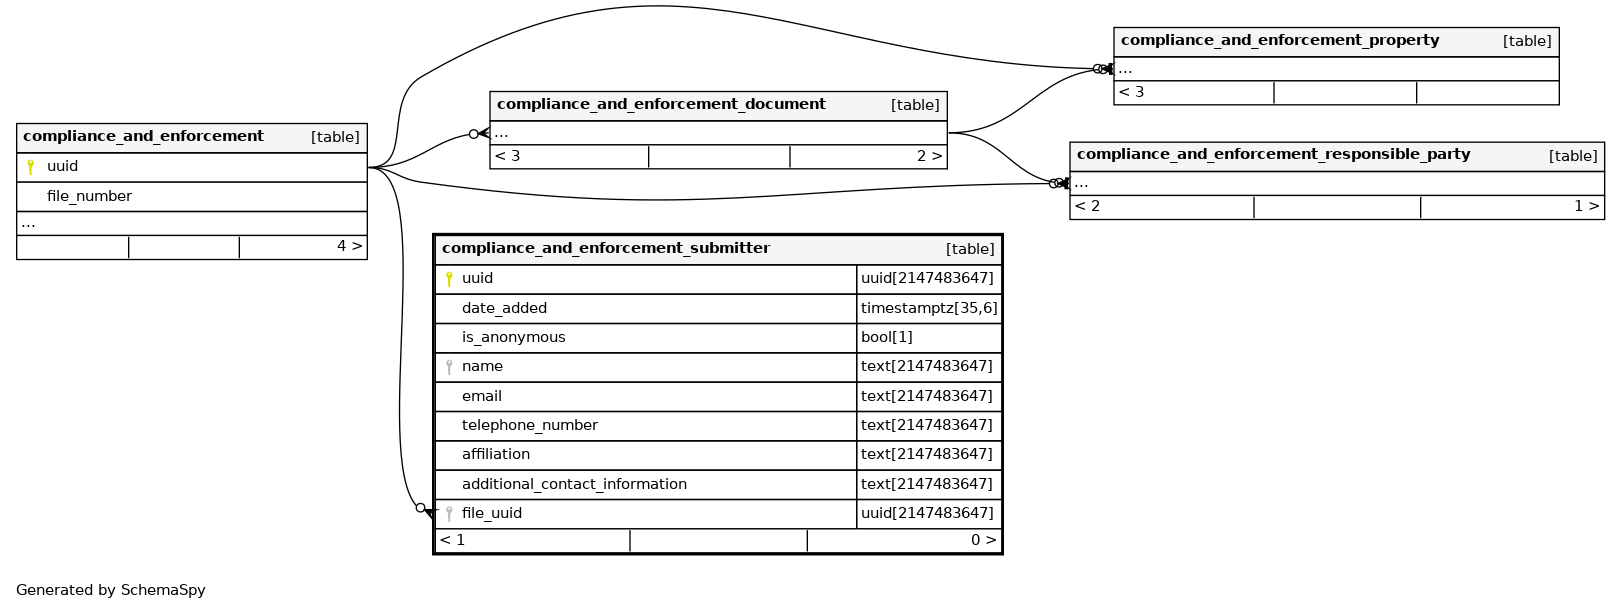 compliance_and_enforcement_property [table]
...
< 3
compliance_and_enforcement_document [table]
...
< 3 2 >
compliance_and_enforcement [table]
uuid
file_number
...
4 >
compliance_and_enforcement_responsible_party [table]
...
< 2 1 >
compliance_and_enforcement_submitter [table]
uuid uuid[2147483647]
date_added timestamptz[35,6]
is_anonymous bool[1]
name text[2147483647]
email text[2147483647]
telephone_number text[2147483647]
affiliation text[2147483647]
additional_contact_information text[2147483647]
file_uuid uuid[2147483647]
< 1 0 >
Generated by SchemaSpy